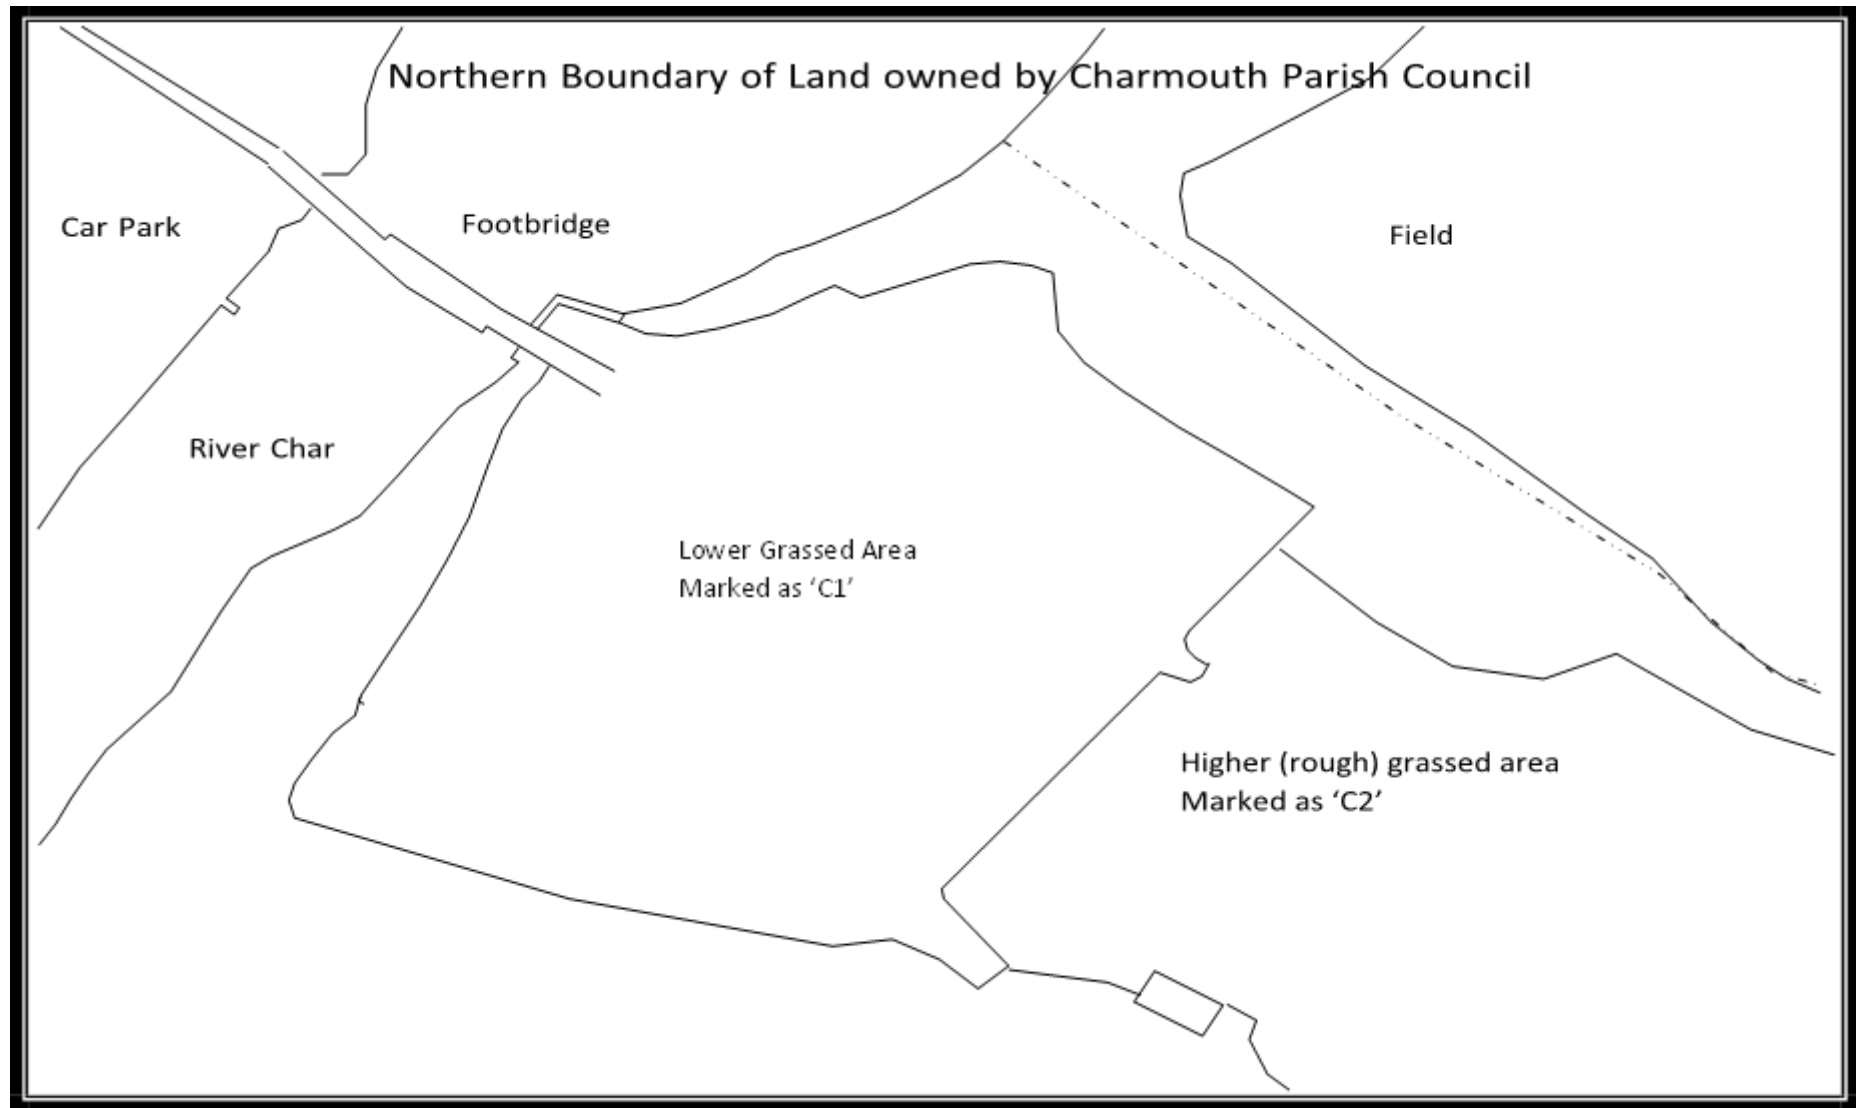 Northern Boundary of Land owned by Charmouth Parish Council
Car Park
Footbridge
Field
River Char
Lower Grassed Area
Marked as ‘C1’
Higher (rough) grassed area
Marked as ‘C2’